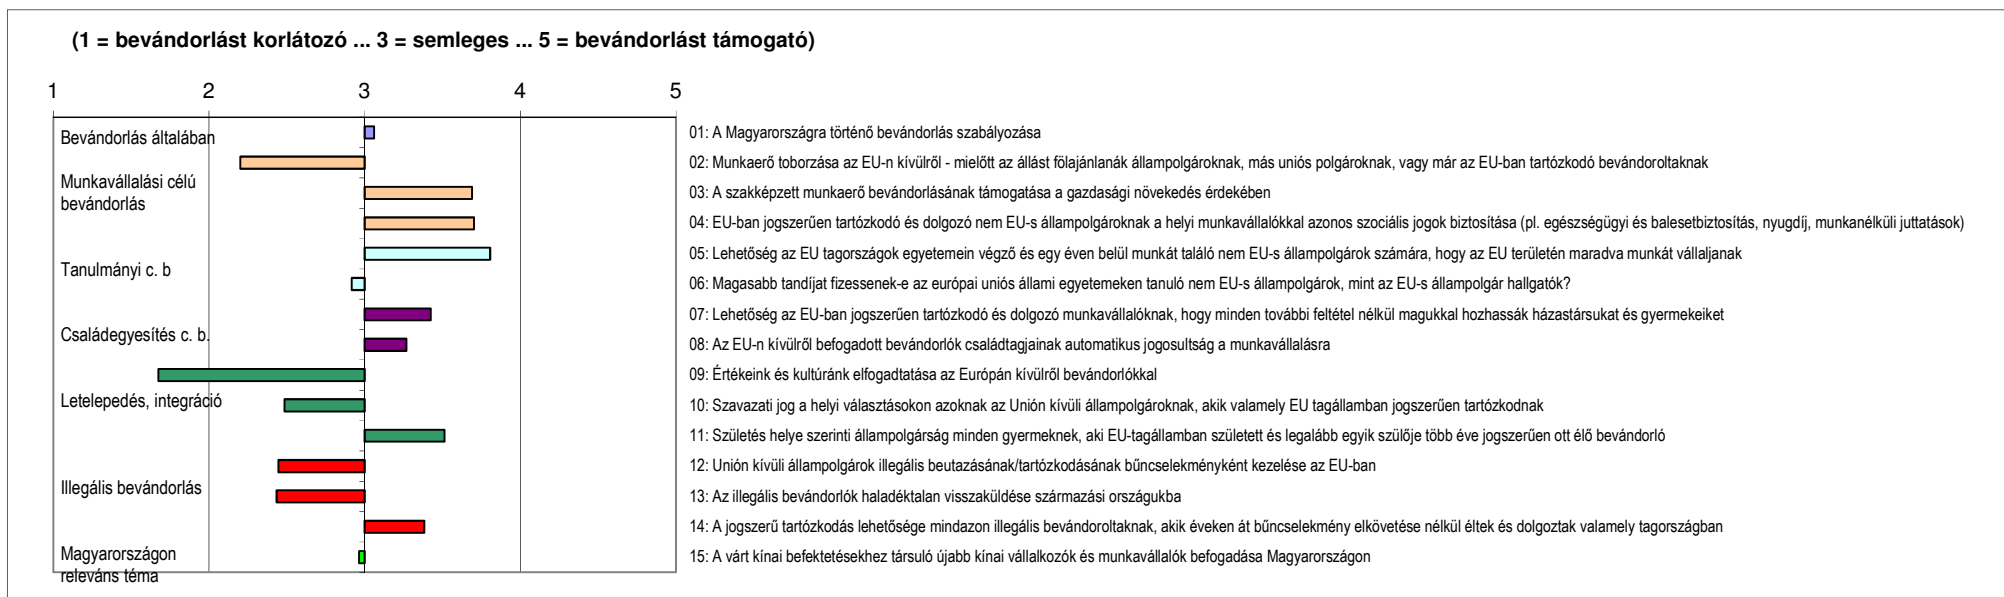 (1 = bevándorlást korlátozó ... 3 = semleges ... 5 = bevándorlást támogató)
1 2 3 4 5
Bevándorlás általában
Munkavállalási célú
bevándorlás
Tanulmányi c. b
Családegyesítés c. b.
Letelepedés, integráció
Illegális bevándorlás
Magyarországon
releváns téma
01: A Magyarországra történő bevándorlás szabályozása
02: Munkaerő toborzása az EU-n kívülről - mielőtt az állást fölajánlanák állampolgároknak, más uniós polgároknak, vagy már az EU-ban tartózkodó bevándoroltaknak
03: A szakképzett munkaerő bevándorlásának támogatása a gazdasági növekedés érdekében
04: EU-ban jogszerűen tartózkodó és dolgozó nem EU-s állampolgároknak a helyi munkavállalókkal azonos szociális jogok biztosítása (pl. egészségügyi és balesetbiztosítás, nyugdíj, munkanélküli juttatások)
05: Lehetőség az EU tagországok egyetemein végző és egy éven belül munkát találó nem EU-s állampolgárok számára, hogy az EU területén maradva munkát vállaljanak
06: Magasabb tandíjat fizessenek-e az európai uniós állami egyetemeken tanuló nem EU-s állampolgárok, mint az EU-s állampolgár hallgatók?
07: Lehetőség az EU-ban jogszerűen tartózkodó és dolgozó munkavállalóknak, hogy minden további feltétel nélkül magukkal hozhassák házastársukat és gyermekeiket
08: Az EU-n kívülről befogadott bevándorlók családtagjainak automatikus jogosultság a munkavállalásra
09: Értékeink és kultúránk elfogadtatása az Európán kívülről bevándorlókkal
10: Szavazati jog a helyi választásokon azoknak az Unión kívüli állampolgároknak, akik valamely EU tagállamban jogszerűen tartózkodnak
11: Születés helye szerinti állampolgárság minden gyermeknek, aki EU-tagállamban született és legalább egyik szülője több éve jogszerűen ott élő bevándorló
12: Unión kívüli állampolgárok illegális beutazásának/tartózkodásának bűncselekményként kezelése az EU-ban
13: Az illegális bevándorlók haladéktalan visszaküldése származási országukba
14: A jogszerű tartózkodás lehetősége mindazon illegális bevándoroltaknak, akik éveken át bűncselekmény elkövetése nélkül éltek és dolgoztak valamely tagországban
15: A várt kínai befektetésekhez társuló újabb kínai vállalkozók és munkavállalók befogadása Magyarországon